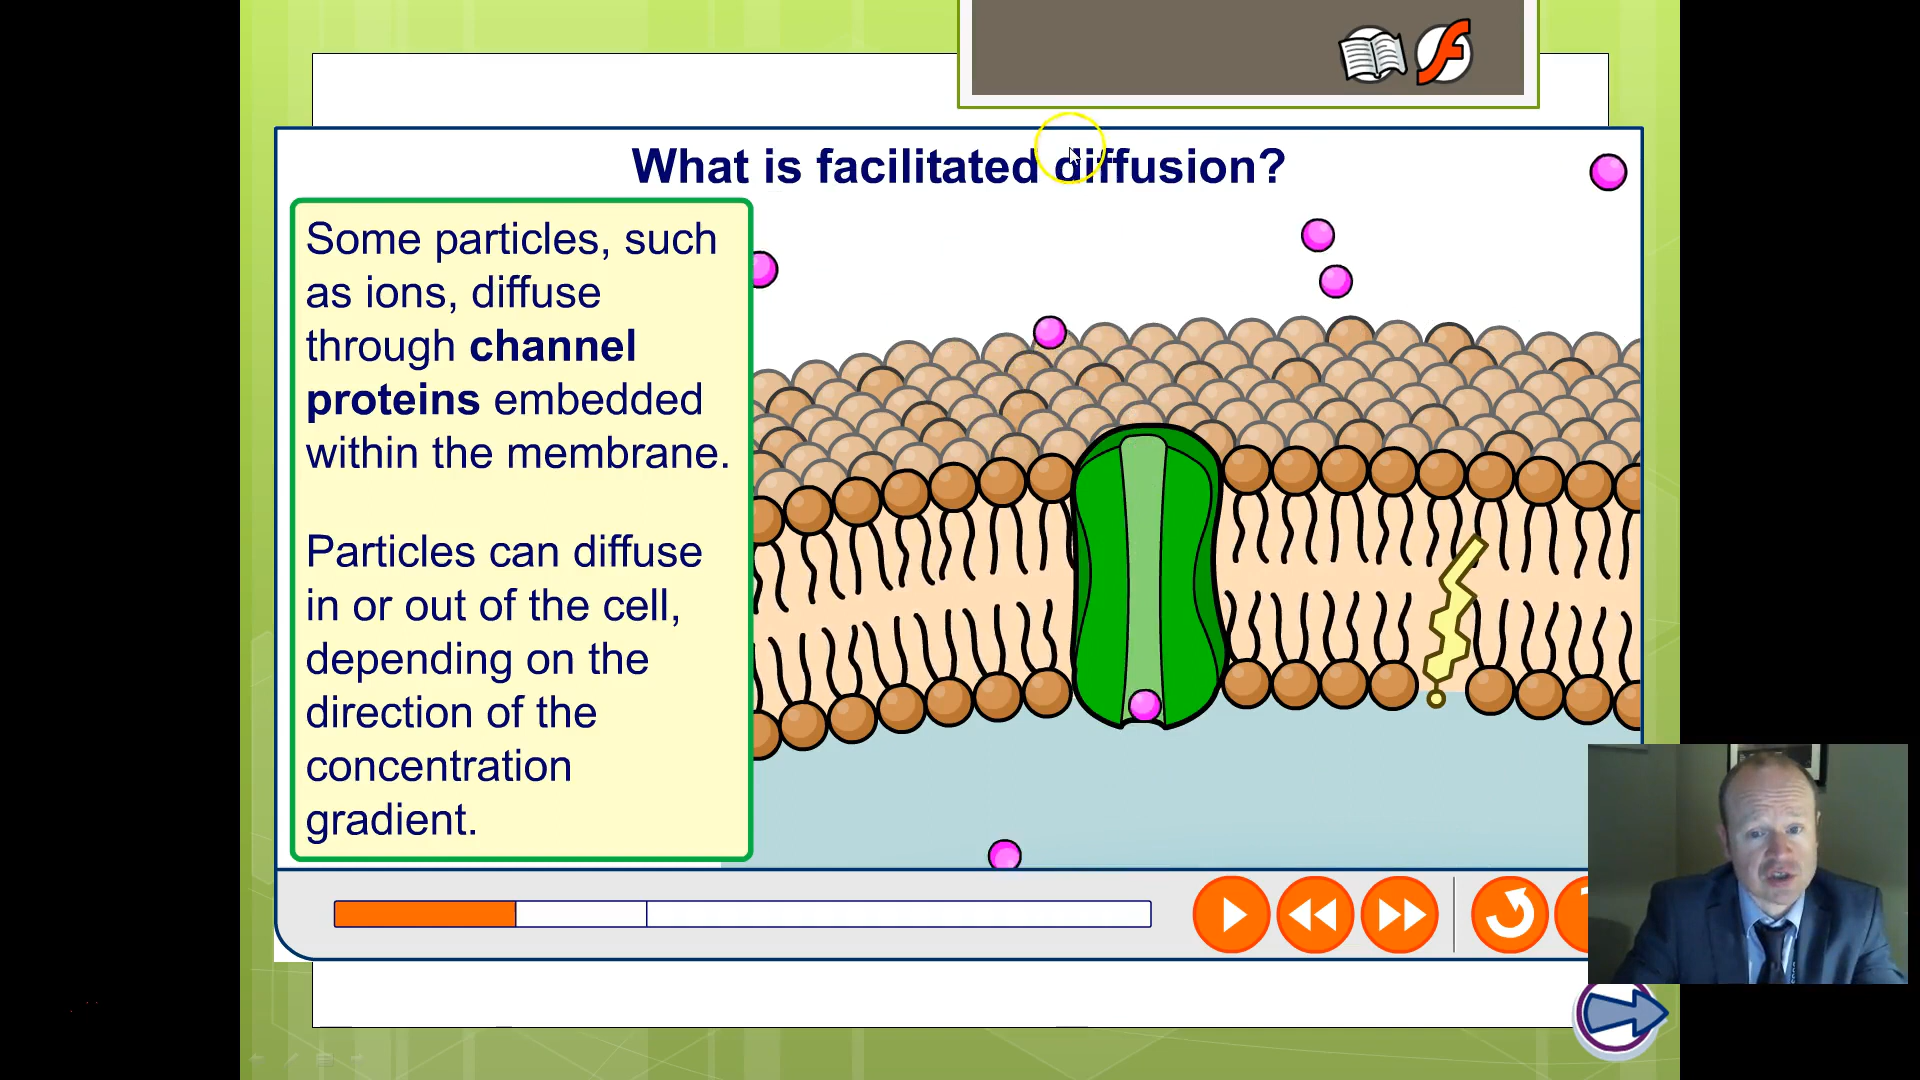 What is facilitated diffusion?
Some particles, such
as ions, diffuse
through channel
proteins embedded
within the membrane.
Particles can diffuse
in or out of the cell,
depending on the
direction of the
concentration
gradient.